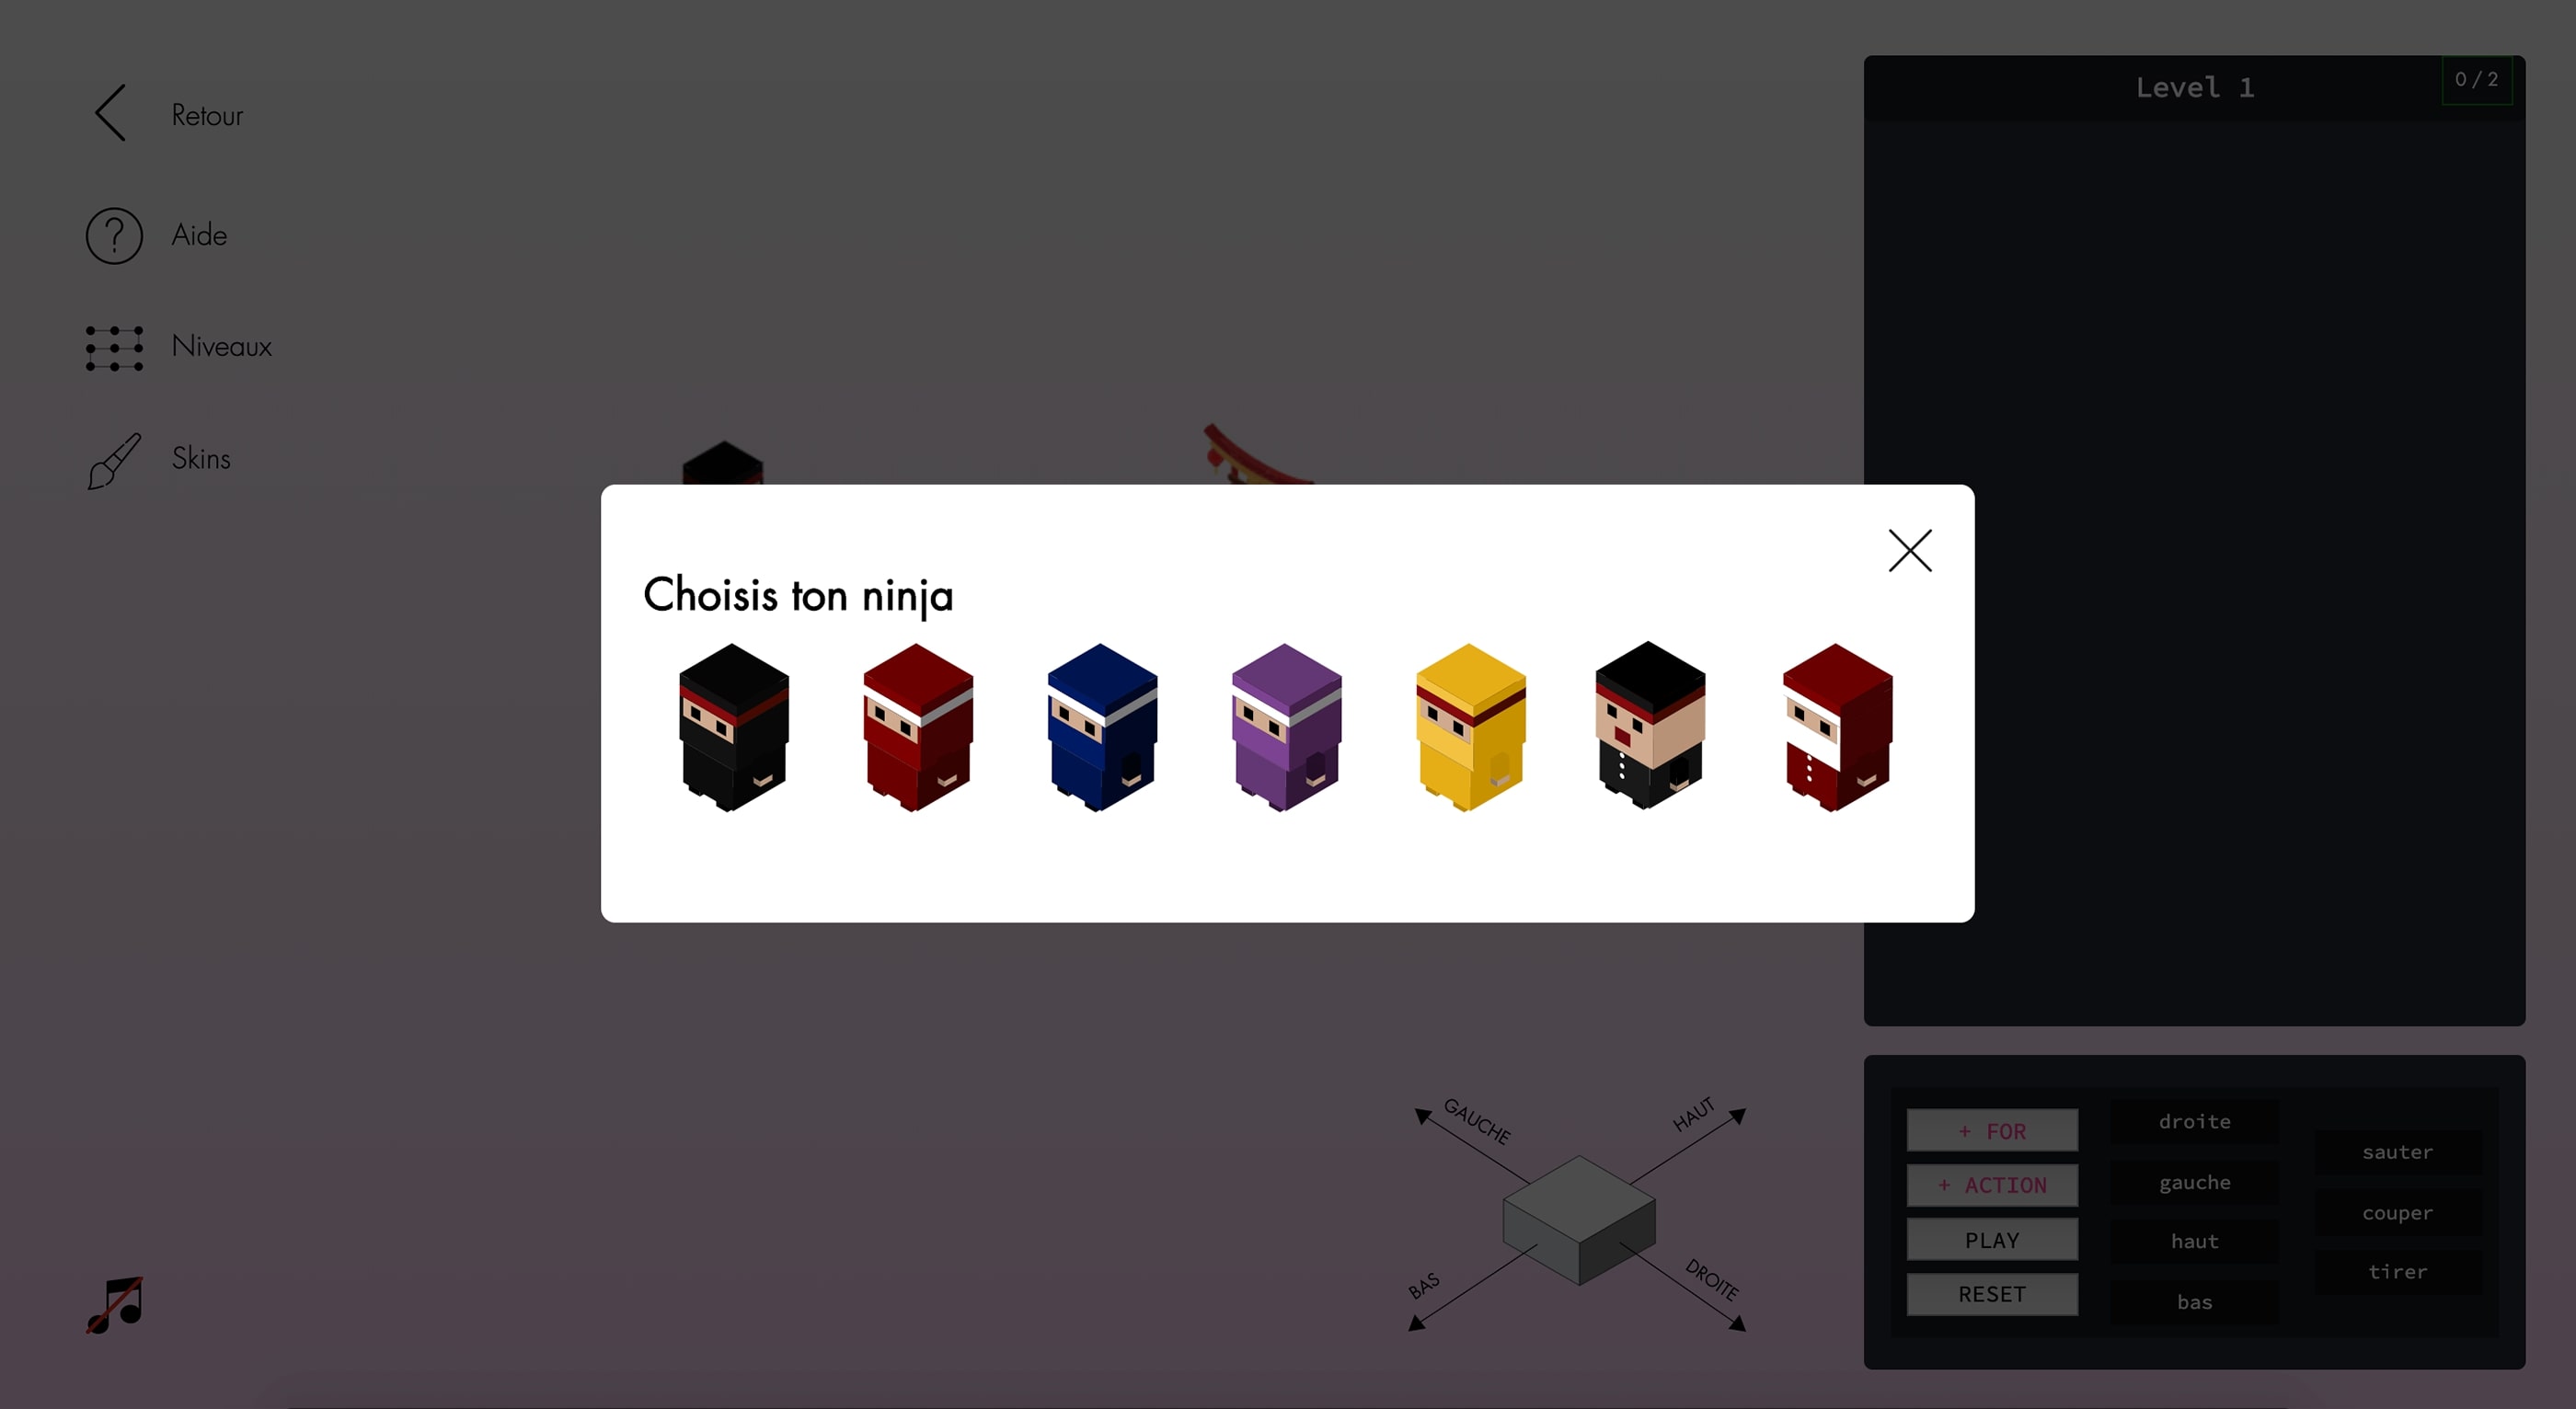 Retour
Aide
Niveaux
Skins
Level 1
0/2
Choisis ton ninja
GAUCHE
HAUT
BAS
DROITE
+ FOR
+ ACTION
PLAY
RESET
droite
gauche
haut
bas
sauter
couper
tirer